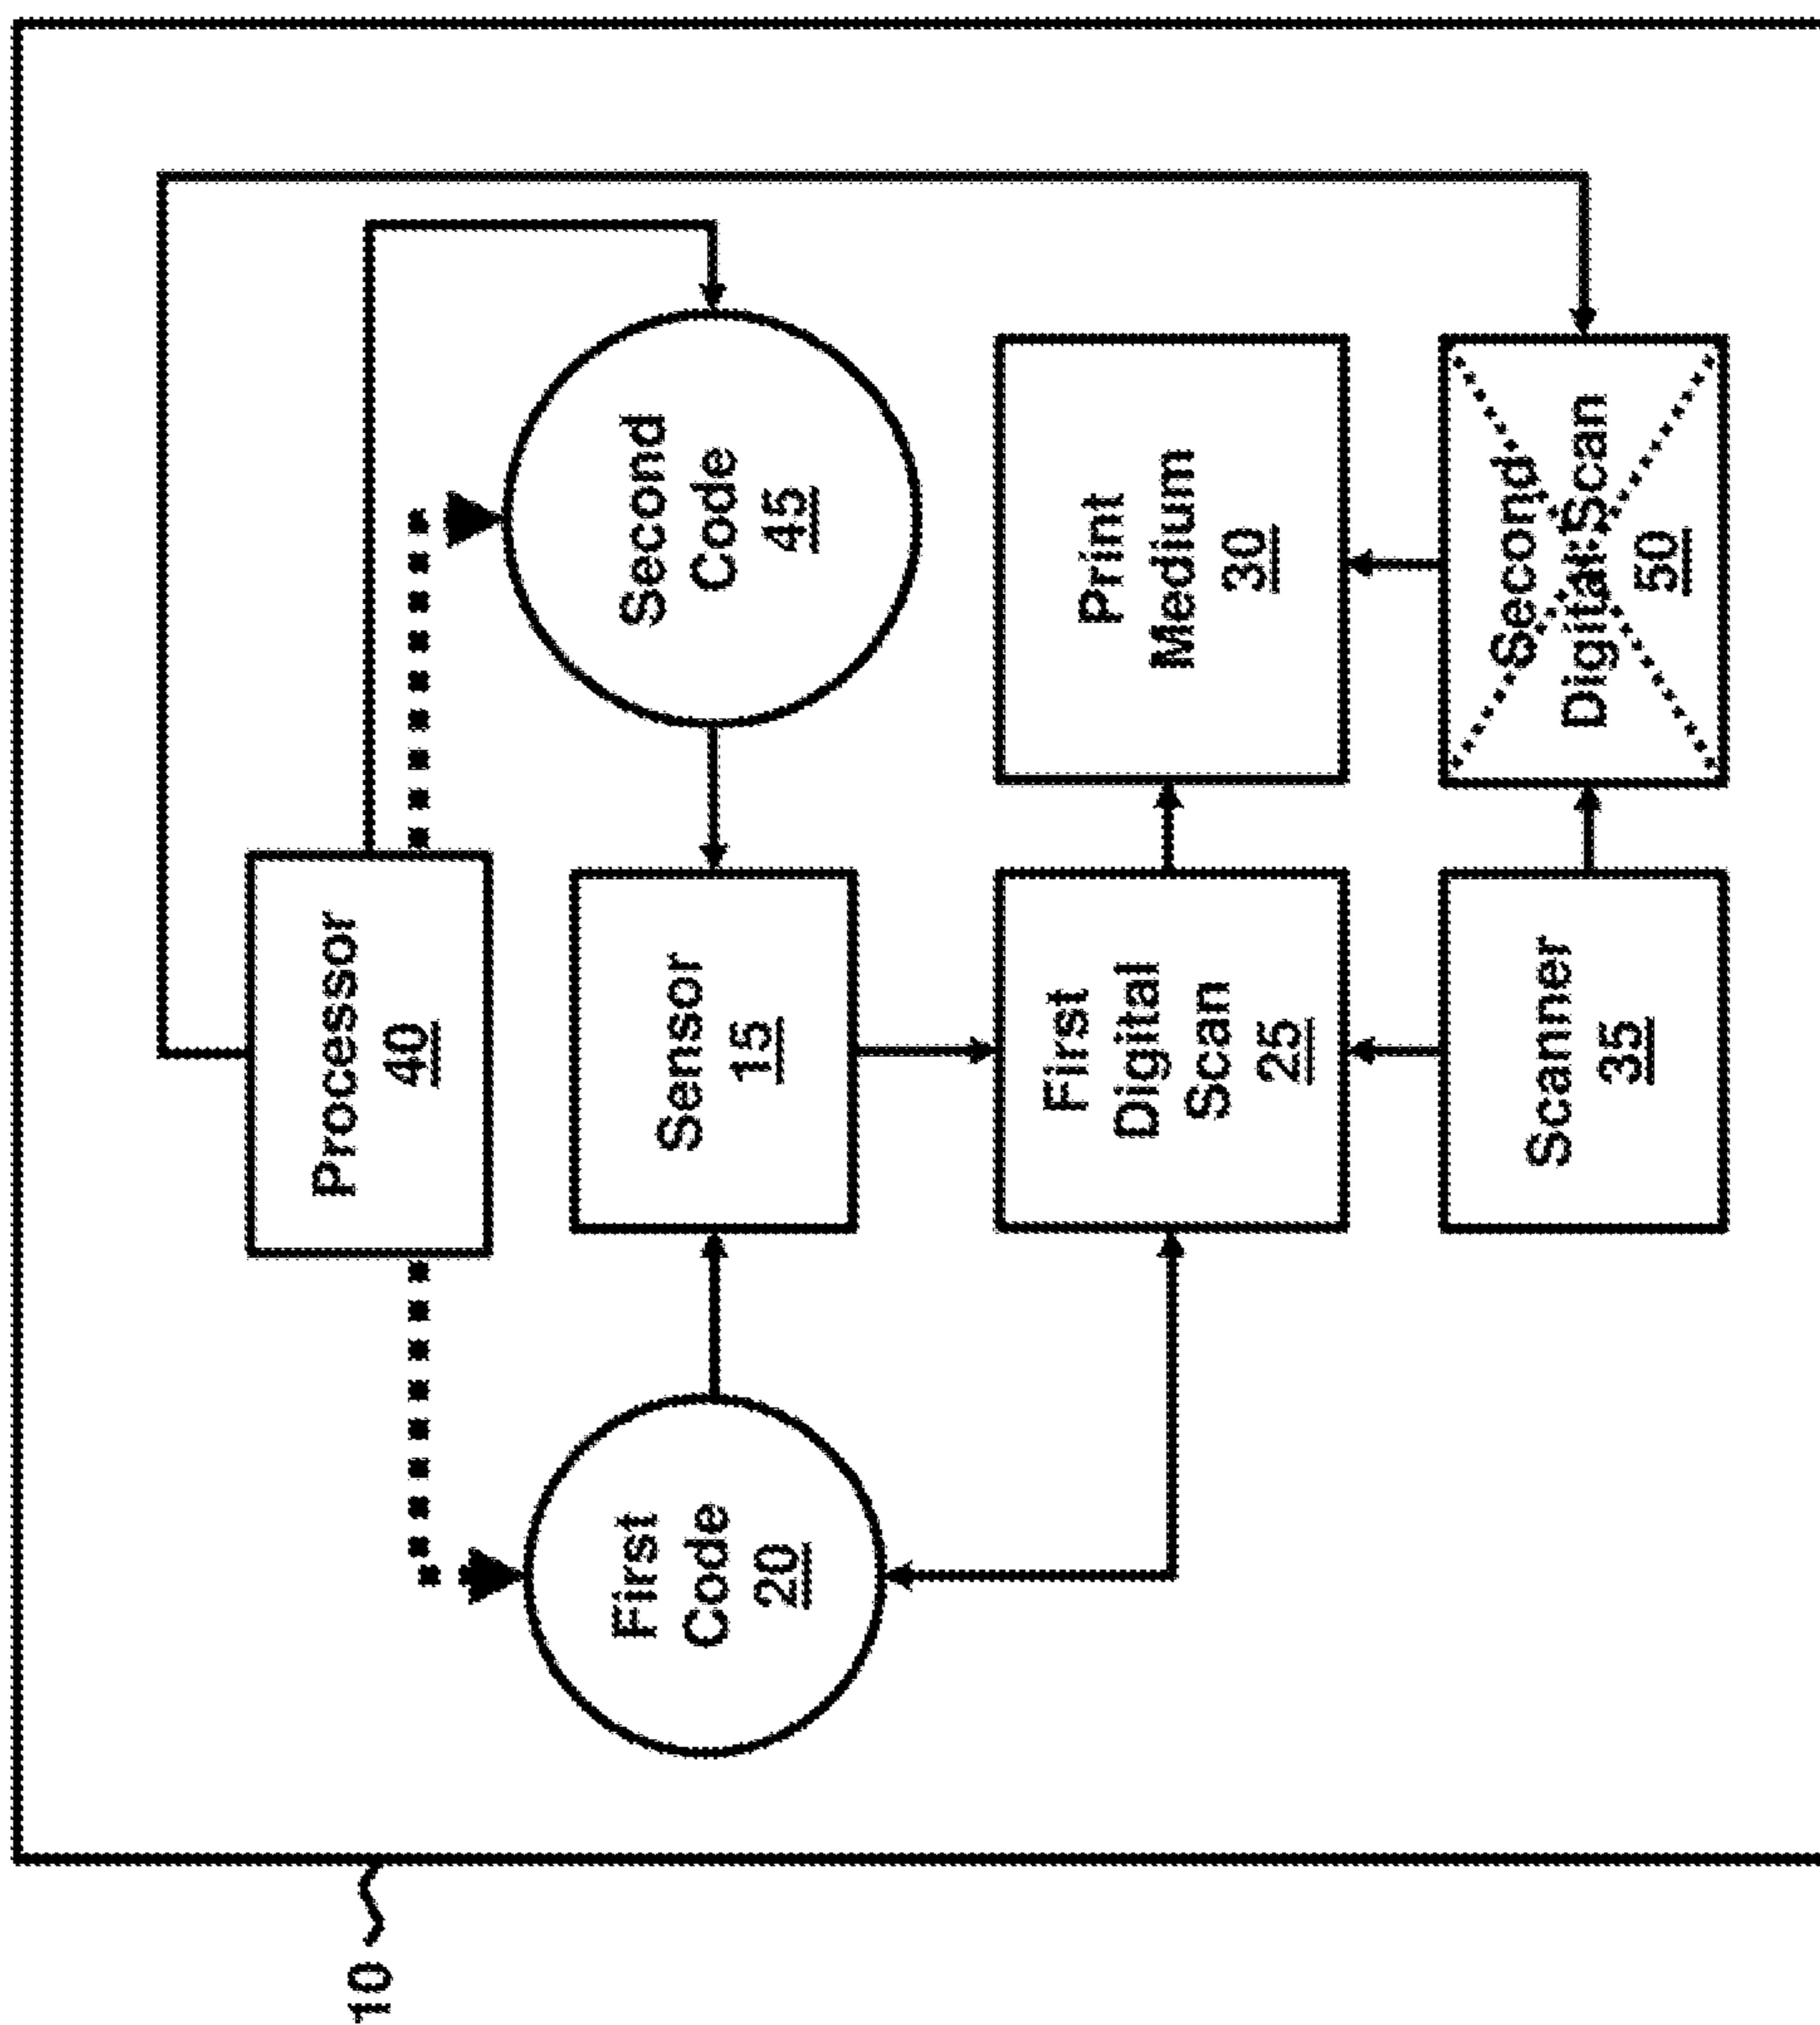 10
Processor
40
First
Code
20
Sensor
15
Second
Code
45
First
Digital
Scan
25
Print
Medium
30
Scanner
35
Second
Digital Scan
50